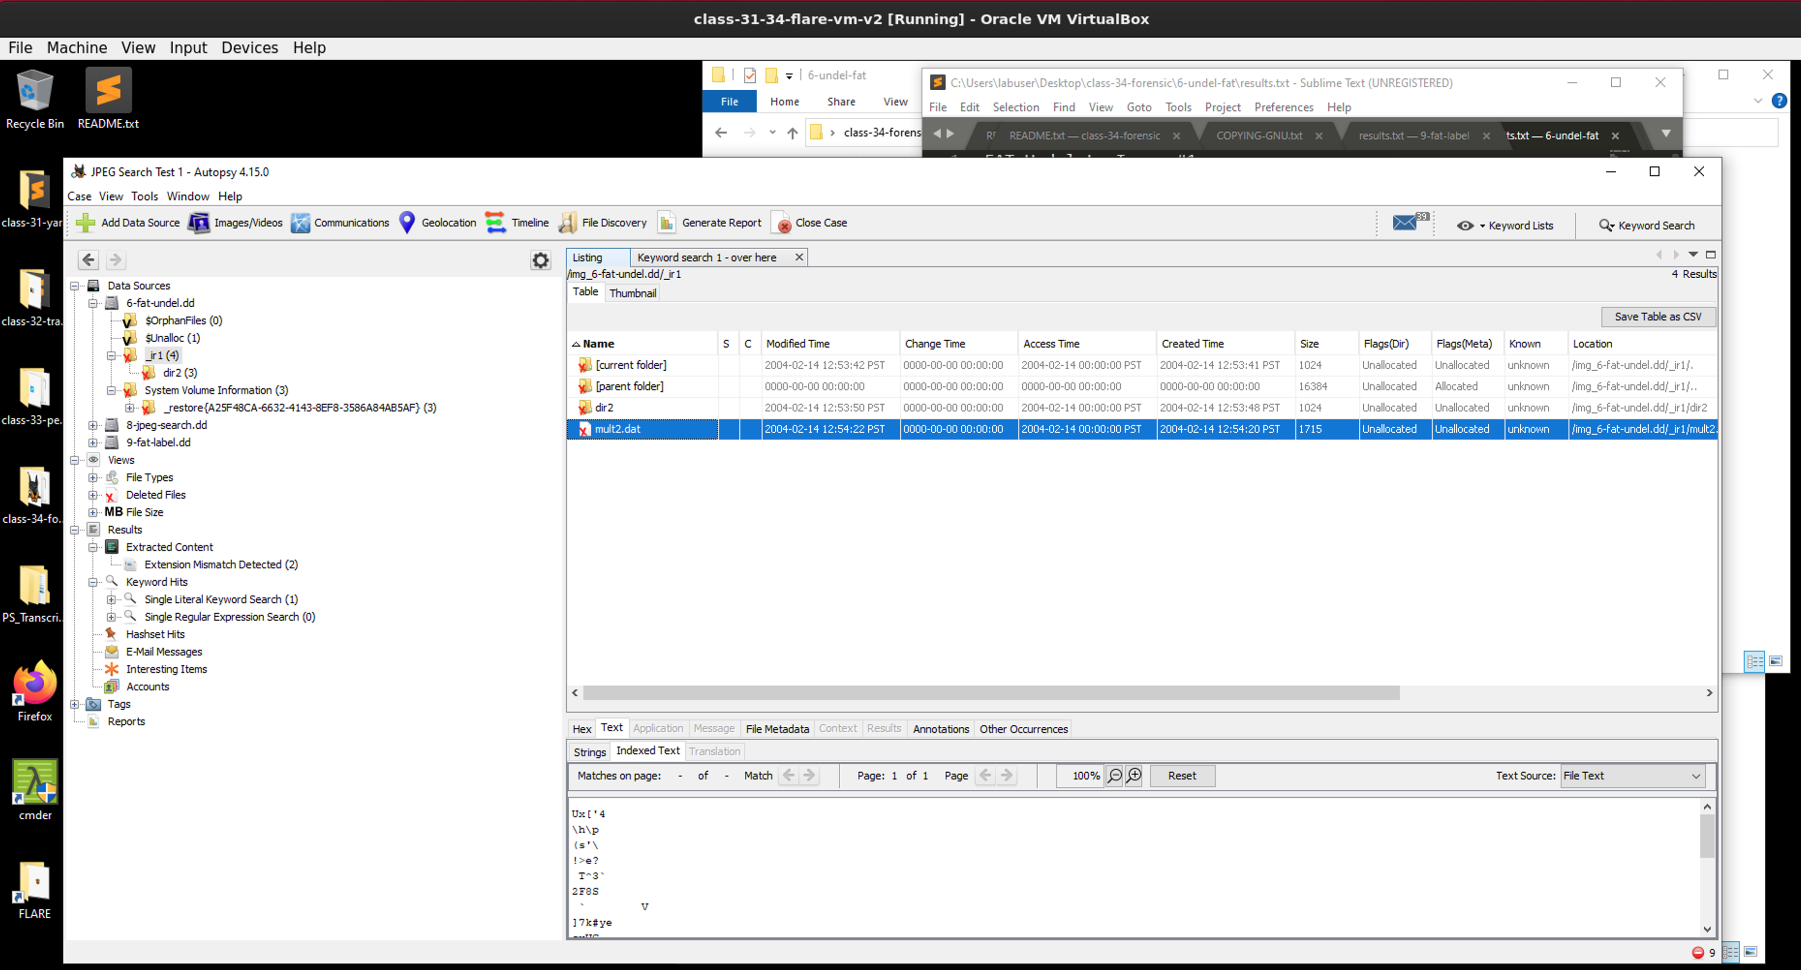 class-31-34-flare-vm-v2 [Running] - Oracle VM VirtualBox
File Machine View Input Devices Help
Recycle Bin
README.txt
class-31-yar
class-32-tra...
class-33-pe...
class-34-fo...
PS_Transcri...
Firefox
cmder
FLARE
6-undel-fat
File Home Share View
class-34-forens
C:\Users\labuser\Desktop\class-34-forensic\6-undel-fat\results.txt - Sublime Text (UNREGISTERED)
File Edit Selection Find View Goto Tools Project Preferences Help
README.txt — class-34-forensic
COPYING-GNU.txt
results.txt — 9-fat-label
ts.txt — 6-undel-fat
JPEG Search Test 1 - Autopsy 4.15.0
Case View Tools Window Help
Add Data Source Images/Videos Communications Geolocation Timeline File Discovery Generate Report Close Case
39
Keyword Lists
Keyword Search
Data Sources
6-fat-undel.dd
$OrphanFiles (0)
$Unalloc (1)
_ir1 (4)
dir2 (3)
System Volume Information (3)
_restore{A25F48CA-6632-4143-8EF8-3586A84AB5AF} (3)
8-jpeg-search.dd
9-fat-label.dd
Views
File Types
Deleted Files
MB File Size
Results
Extracted Content
Extension Mismatch Detected (2)
Keyword Hits
Single Literal Keyword Search (1)
Single Regular Expression Search (0)
Hashset Hits
E-Mail Messages
Interesting Items
Accounts
Tags
Reports
Listing
Keyword search 1 - over here
/img_6-fat-undel.dd/_ir1
4 Results
Table Thumbnail
Save Table as CSV
Name S C Modified Time Change Time Access Time Created Time Size Flags(Dir) Flags(Meta) Known Location
[current folder] 2004-02-14 12:53:42 PST 0000-00-00 00:00:00 2004-02-14 00:00:00 PST 2004-02-14 12:53:41 PST 1024 Unallocated Unallocated unknown /img_6-fat-undel.dd/_ir1/.
[parent folder] 0000-00-00 00:00:00 0000-00-00 00:00:00 0000-00-00 00:00:00 0000-00-00 00:00:00 16384 Unallocated Allocated unknown /img_6-fat-undel.dd/_ir1/..
dir2 2004-02-14 12:53:50 PST 0000-00-00 00:00:00 2004-02-14 00:00:00 PST 2004-02-14 12:53:48 PST 1024 Unallocated Unallocated unknown /img_6-fat-undel.dd/_ir1/dir2
mult2.dat 2004-02-14 12:54:22 PST 0000-00-00 00:00:00 2004-02-14 00:00:00 PST 2004-02-14 12:54:20 PST 1715 Unallocated Unallocated unknown /img_6-fat-undel.dd/_ir1/mult2.
Hex Text Application Message File Metadata Context Results Annotations Other Occurrences
Strings Indexed Text Translation
Matches on page: - of - Match Page: 1 of 1 Page 100% Reset Text Source: File Text
Ux['4
\h\p
(s'\
!>e?
T^3`
2F8S
` V
]7k#ye
9